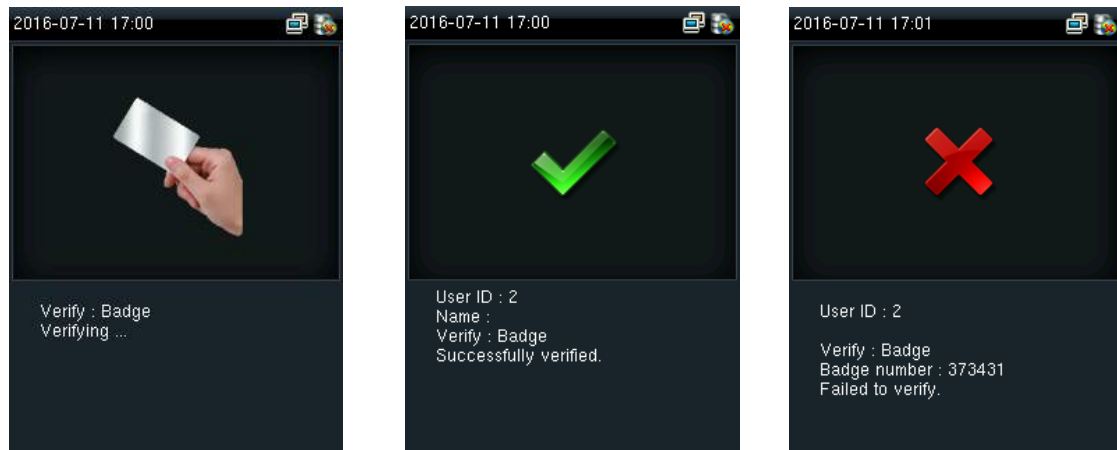 2016-07-11 17:00
Verify : Badge
Verifying ...
2016-07-11 17:00
User ID : 2
Name :
Verify : Badge
Successfully verified.
2016-07-11 17:01
User ID : 2
Verify : Badge
Badge number : 373431
Failed to verify.